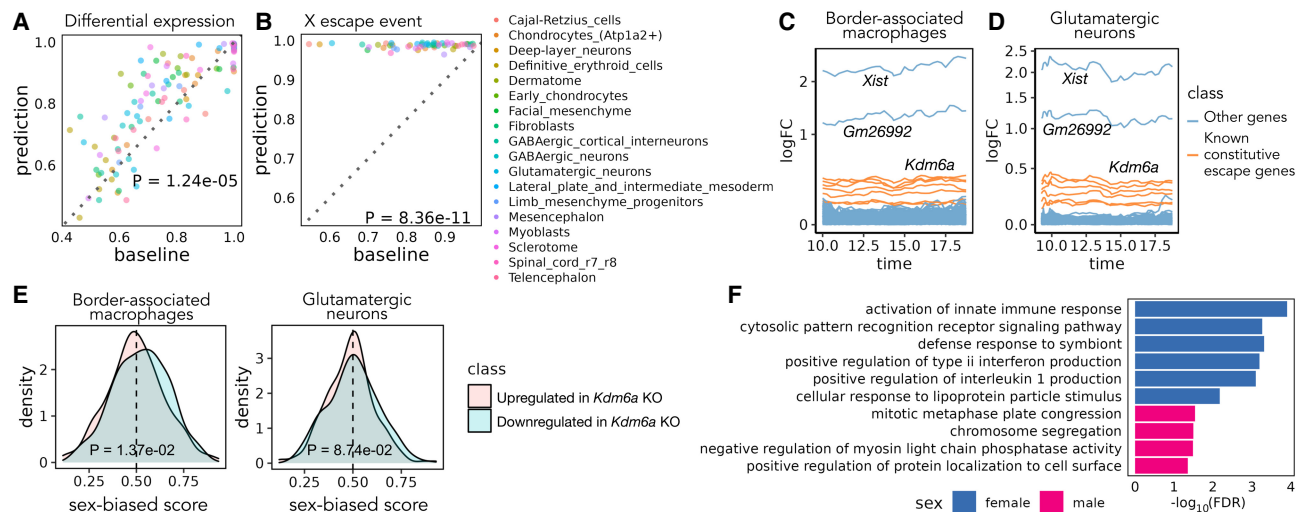 A
Differential expression
1.0
0.8
0.6
0.4
0.6
0.8
1.0
prediction
baseline
P = 1.24e-05
B
X escape event
1.0
0.9
0.8
0.7
0.6
0.6
0.7
0.8
0.9
prediction
baseline
P = 8.36e-11
Cajal-Retzius_cells
Chondrocytes_(Atp1a2+)
Deep-layer_neurons
Definitive_erythroid_cells
Dermatome
Early_chondrocytes
Facial_mesenchyme
Fibroblasts
GABAergic_cortical_interneurons
GABAergic_neurons
Glutamatergic_neurons
Lateral_plate_and_intermediate_mesoderm
Limb_mesenchyme_progenitors
Mesencephalon
Myoblasts
Sclerotome
Spinal_cord_r7_r8
Telencephalon
C
Border-associated
macrophages
2
1
0
logFC
Xist
Gm26992
Kdm6a
10.0
12.5
15.0
17.5
time
D
Glutamatergic
neurons
2.5
2.0
1.5
1.0
0.5
0.0
logFC
Xist
Gm26992
Kdm6a
10.0
12.5
15.0
17.5
time
class
Other genes
Known
constitutive
escape genes
E
Border-associated
macrophages
2
1
0
density
P = 1.37e-02
0.25
0.50
0.75
sex-biased score
Glutamatergic
neurons
3
2
1
0
density
P = 8.74e-02
0.25
0.50
0.75
sex-biased score
class
Upregulated in Kdm6a KO
Downregulated in Kdm6a KO
F
activation of innate immune response
cytosolic pattern recognition receptor signaling pathway
defense response to symbiont
positive regulation of type ii interferon production
positive regulation of interleukin 1 production
cellular response to lipoprotein particle stimulus
mitotic metaphase plate congression
chromosome segregation
negative regulation of myosin light chain phosphatase activity
positive regulation of protein localization to cell surface
0
1
2
3
4
-log10(FDR)
sex
female
male